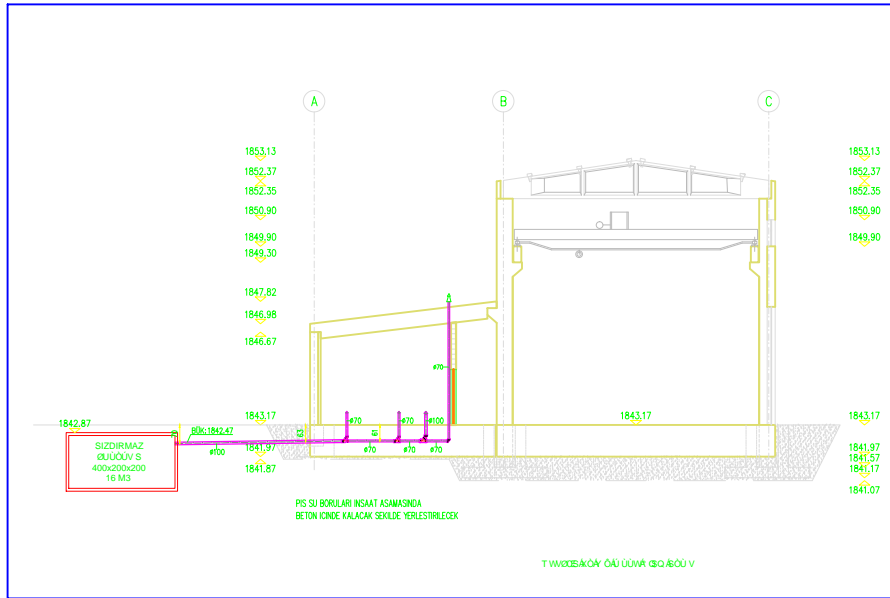 A
B
C
1853.13
1852.37
1852.35
1850.90
1849.90
1849.30
1847.82
1846.98
1846.67
1853.13
1852.37
1852.35
1850.90
1849.90
A
ø70
1842.87
1843.17
1843.17
1843.17
BÜK:1842.47
ø70
ø70
ø100
63
61
ø100
ø70
ø70
ø70
SIZDIRMAZ
400x200x200
16 M3
1841.97
1841.87
1841.97
1841.57
1841.17
1841.07
PIS SU BORULARI INSAAT ASAMASINDA
BETON ICINDE KALACAK SEKILDE YERLESTIRILECEK